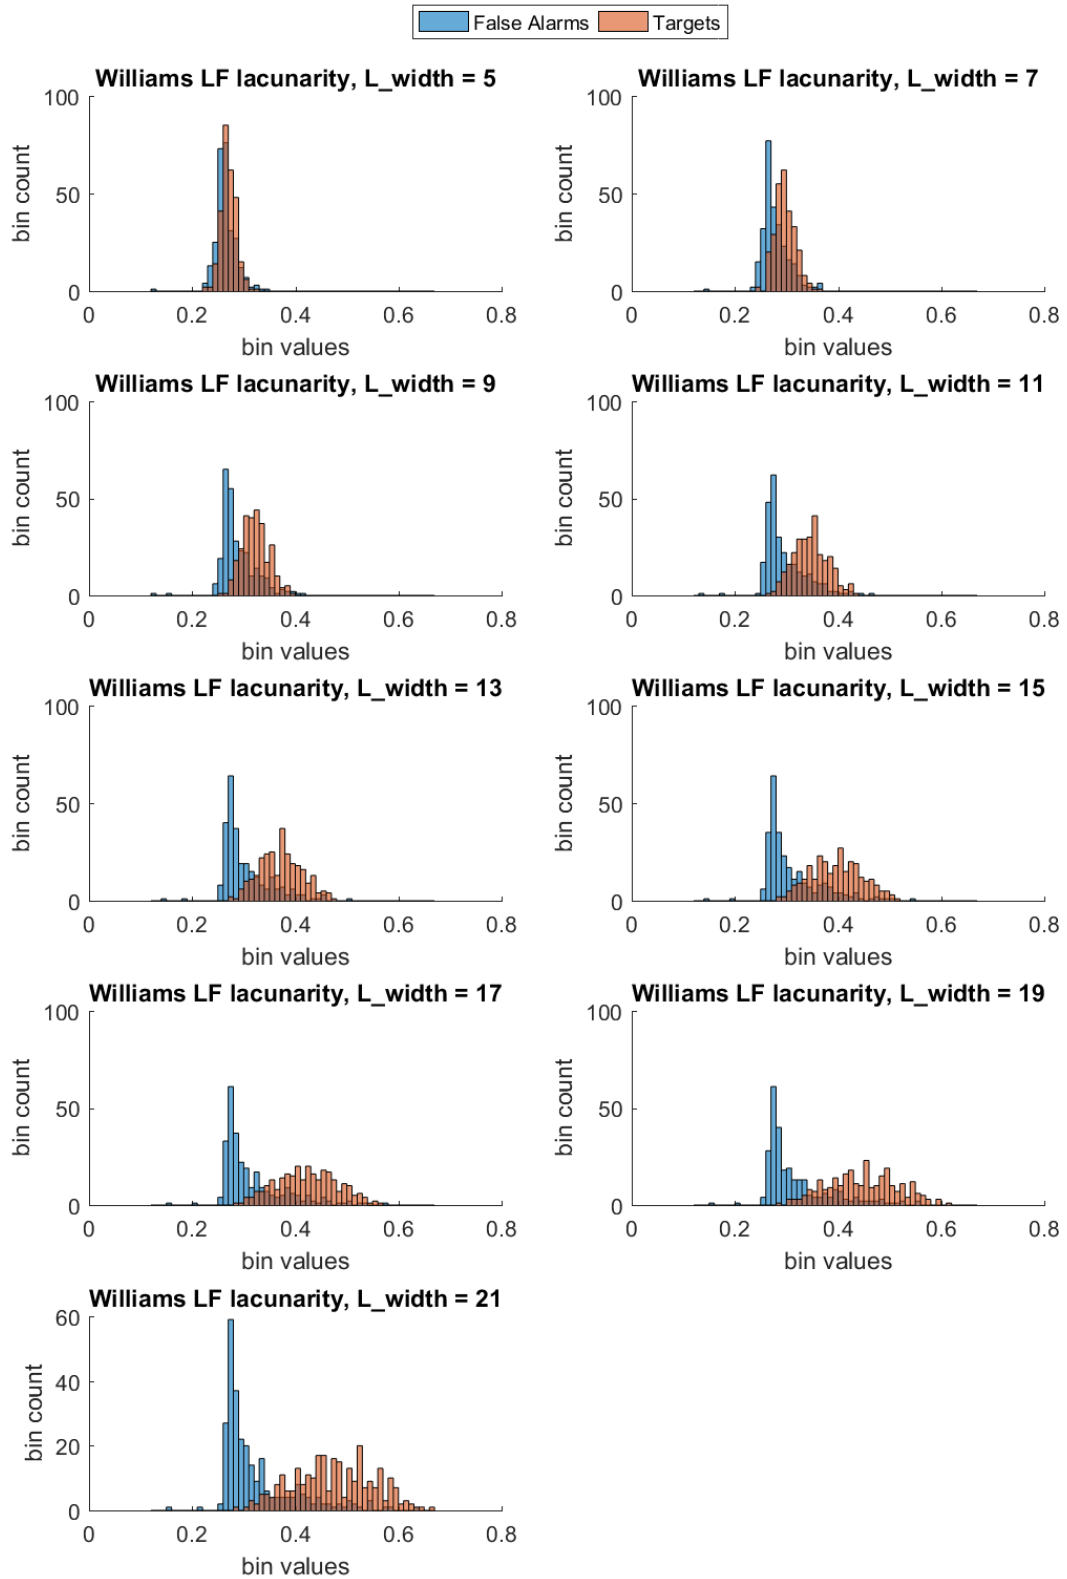 False Alarms Targets
Williams LF lacunarity, L_width = 5
100
50
0
0 0.2 0.4 0.6 0.8
bin count
bin values
Williams LF lacunarity, L_width = 7
100
50
0
0 0.2 0.4 0.6 0.8
bin count
bin values
Williams LF lacunarity, L_width = 9
100
50
0
0 0.2 0.4 0.6 0.8
bin count
bin values
Williams LF lacunarity, L_width = 11
100
50
0
0 0.2 0.4 0.6 0.8
bin count
bin values
Williams LF lacunarity, L_width = 13
100
50
0
0 0.2 0.4 0.6 0.8
bin count
bin values
Williams LF lacunarity, L_width = 15
100
50
0
0 0.2 0.4 0.6 0.8
bin count
bin values
Williams LF lacunarity, L_width = 17
100
50
0
0 0.2 0.4 0.6 0.8
bin count
bin values
Williams LF lacunarity, L_width = 19
100
50
0
0 0.2 0.4 0.6 0.8
bin count
bin values
Williams LF lacunarity, L_width = 21
60
40
20
0
0 0.2 0.4 0.6 0.8
bin count
bin values